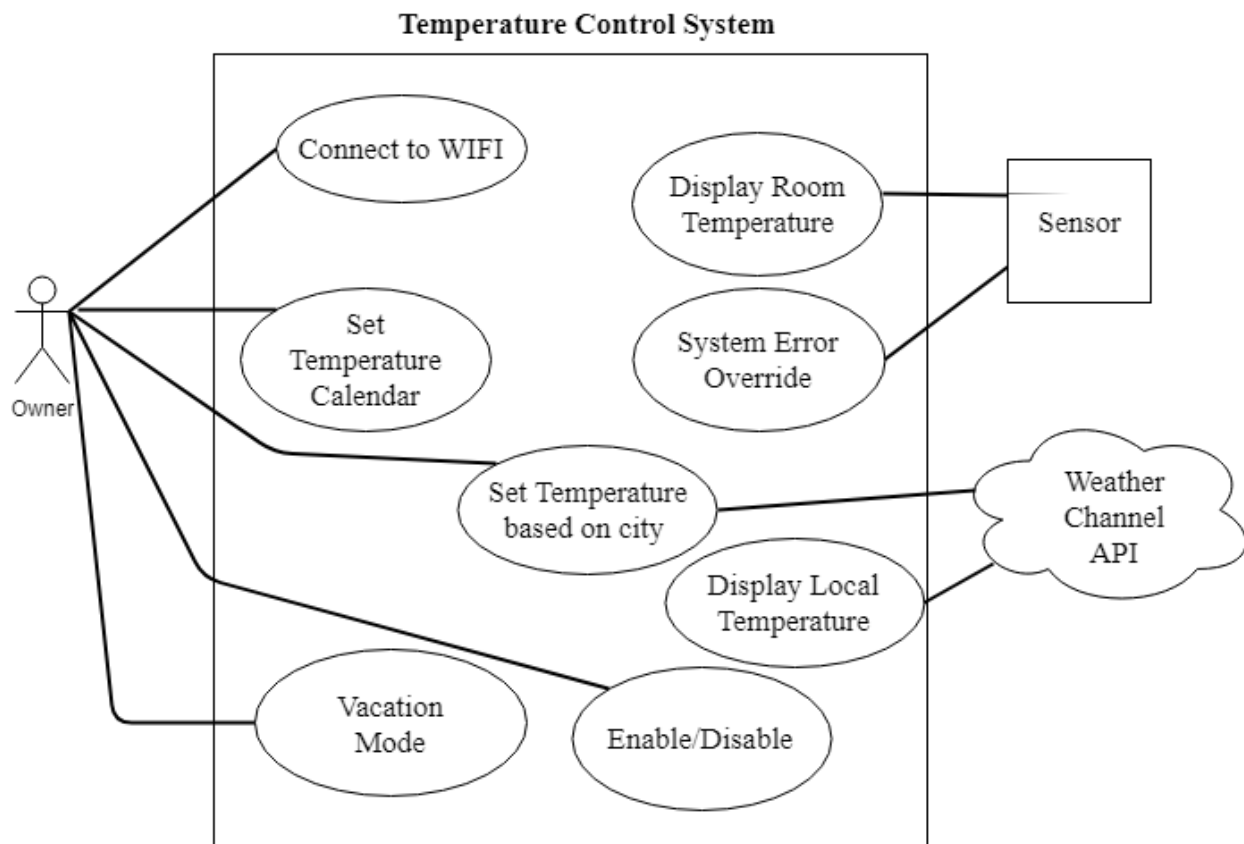 Temperature Control System
Connect to WIFI
Display Room
Temperature
Sensor
Set
Temperature
Calendar
System Error
Override
Owner
Set Temperature
based on city
Weather
Channel
API
Display Local
Temperature
Vacation
Mode
Enable/Disable